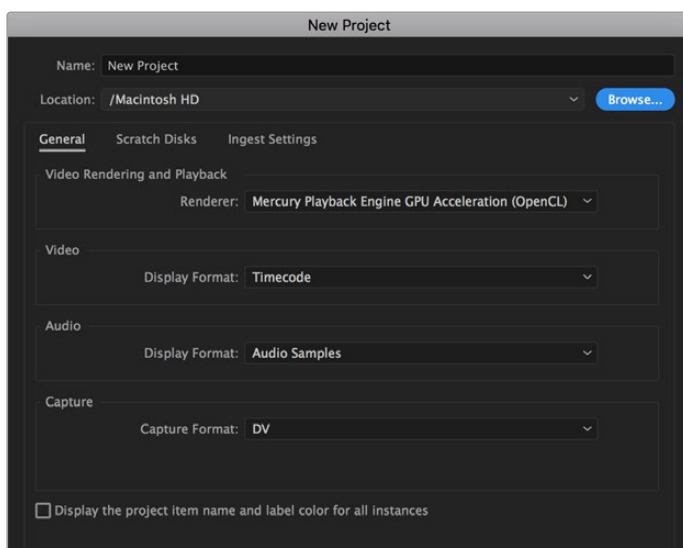 New Project
Name: New Project
Location: /Macintosh HD Browse...
General Scratch Disks Ingest Settings
Video Rendering and Playback
Renderer: Mercury Playback Engine GPU Acceleration (OpenCL)
Video
Display Format: Timecode
Audio
Display Format: Audio Samples
Capture
Capture Format: DV
Display the project item name and label color for all instances